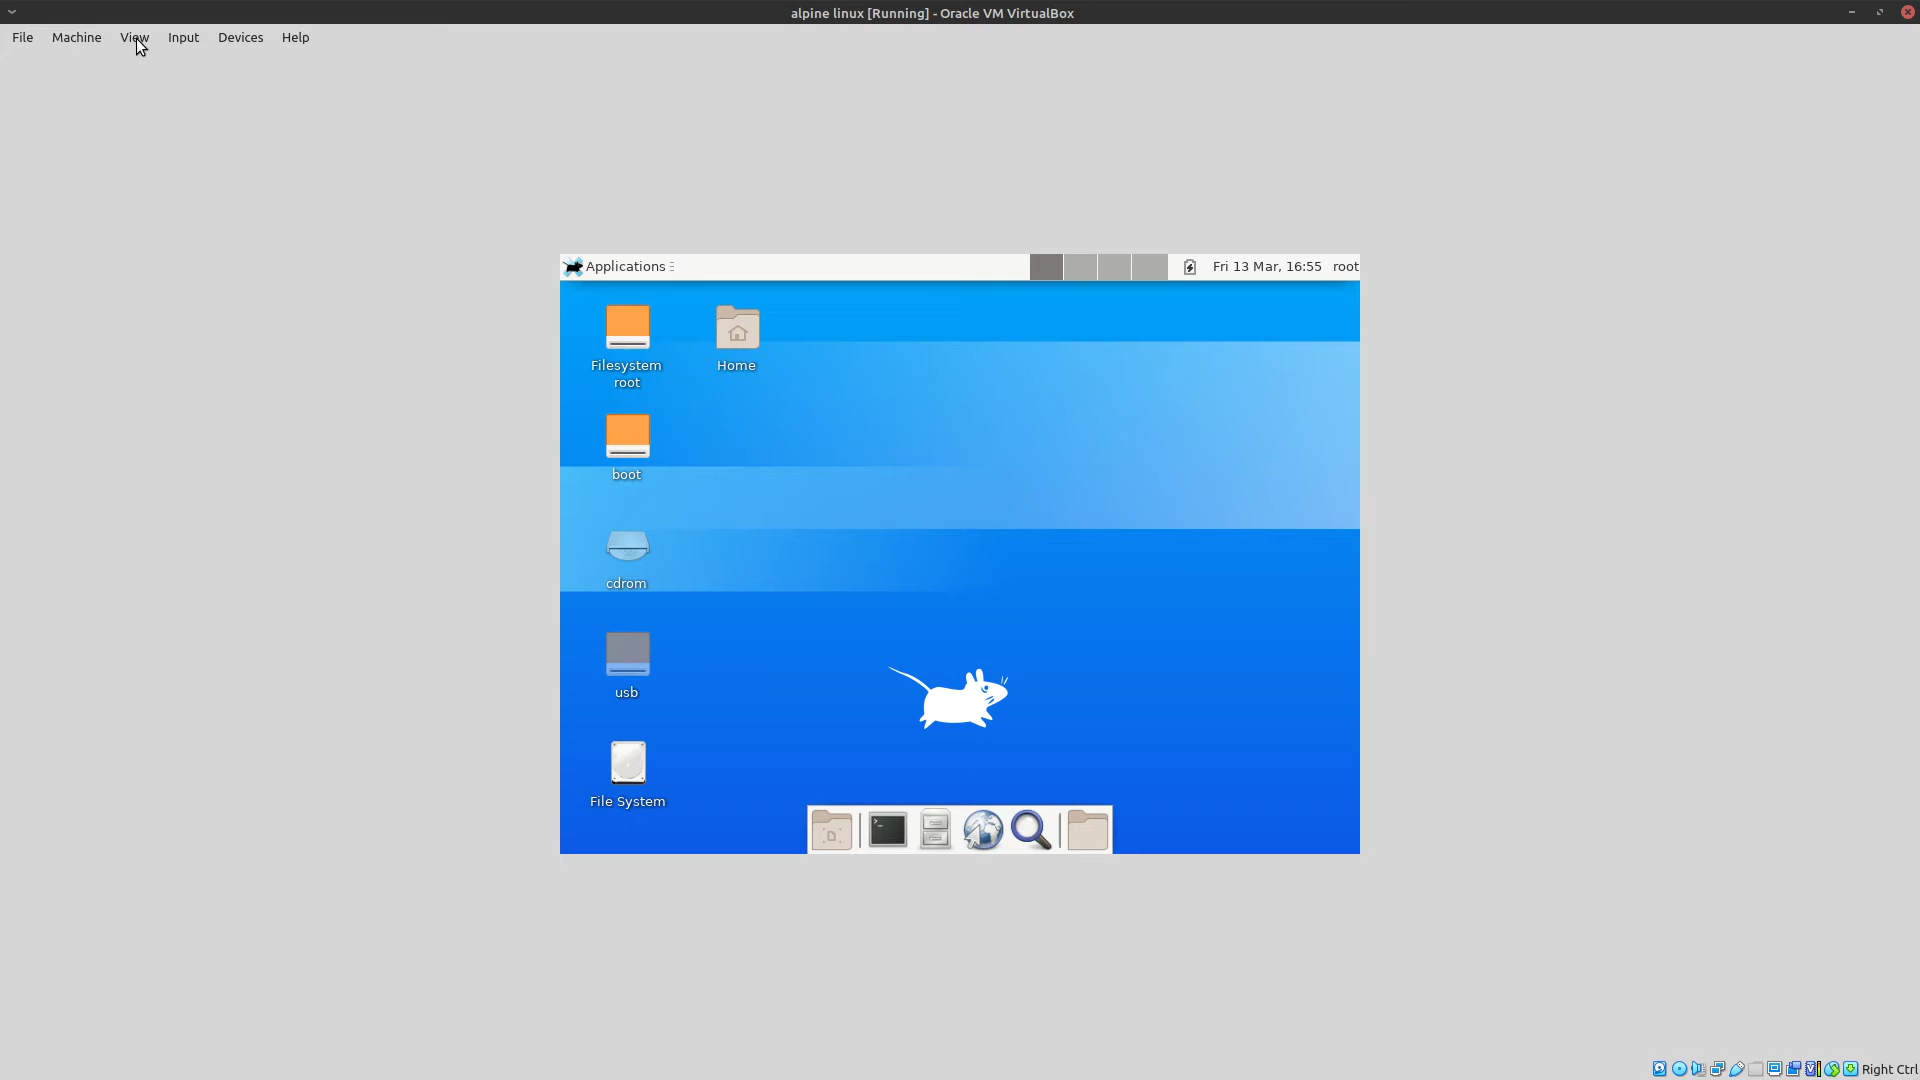 alpine linux [Running] - Oracle VM VirtualBox
File Machine View Input Devices Help
Applications
Fri 13 Mar, 16:55 root
Filesystem
root
Home
boot
cdrom
usb
File System
Right Ctrl